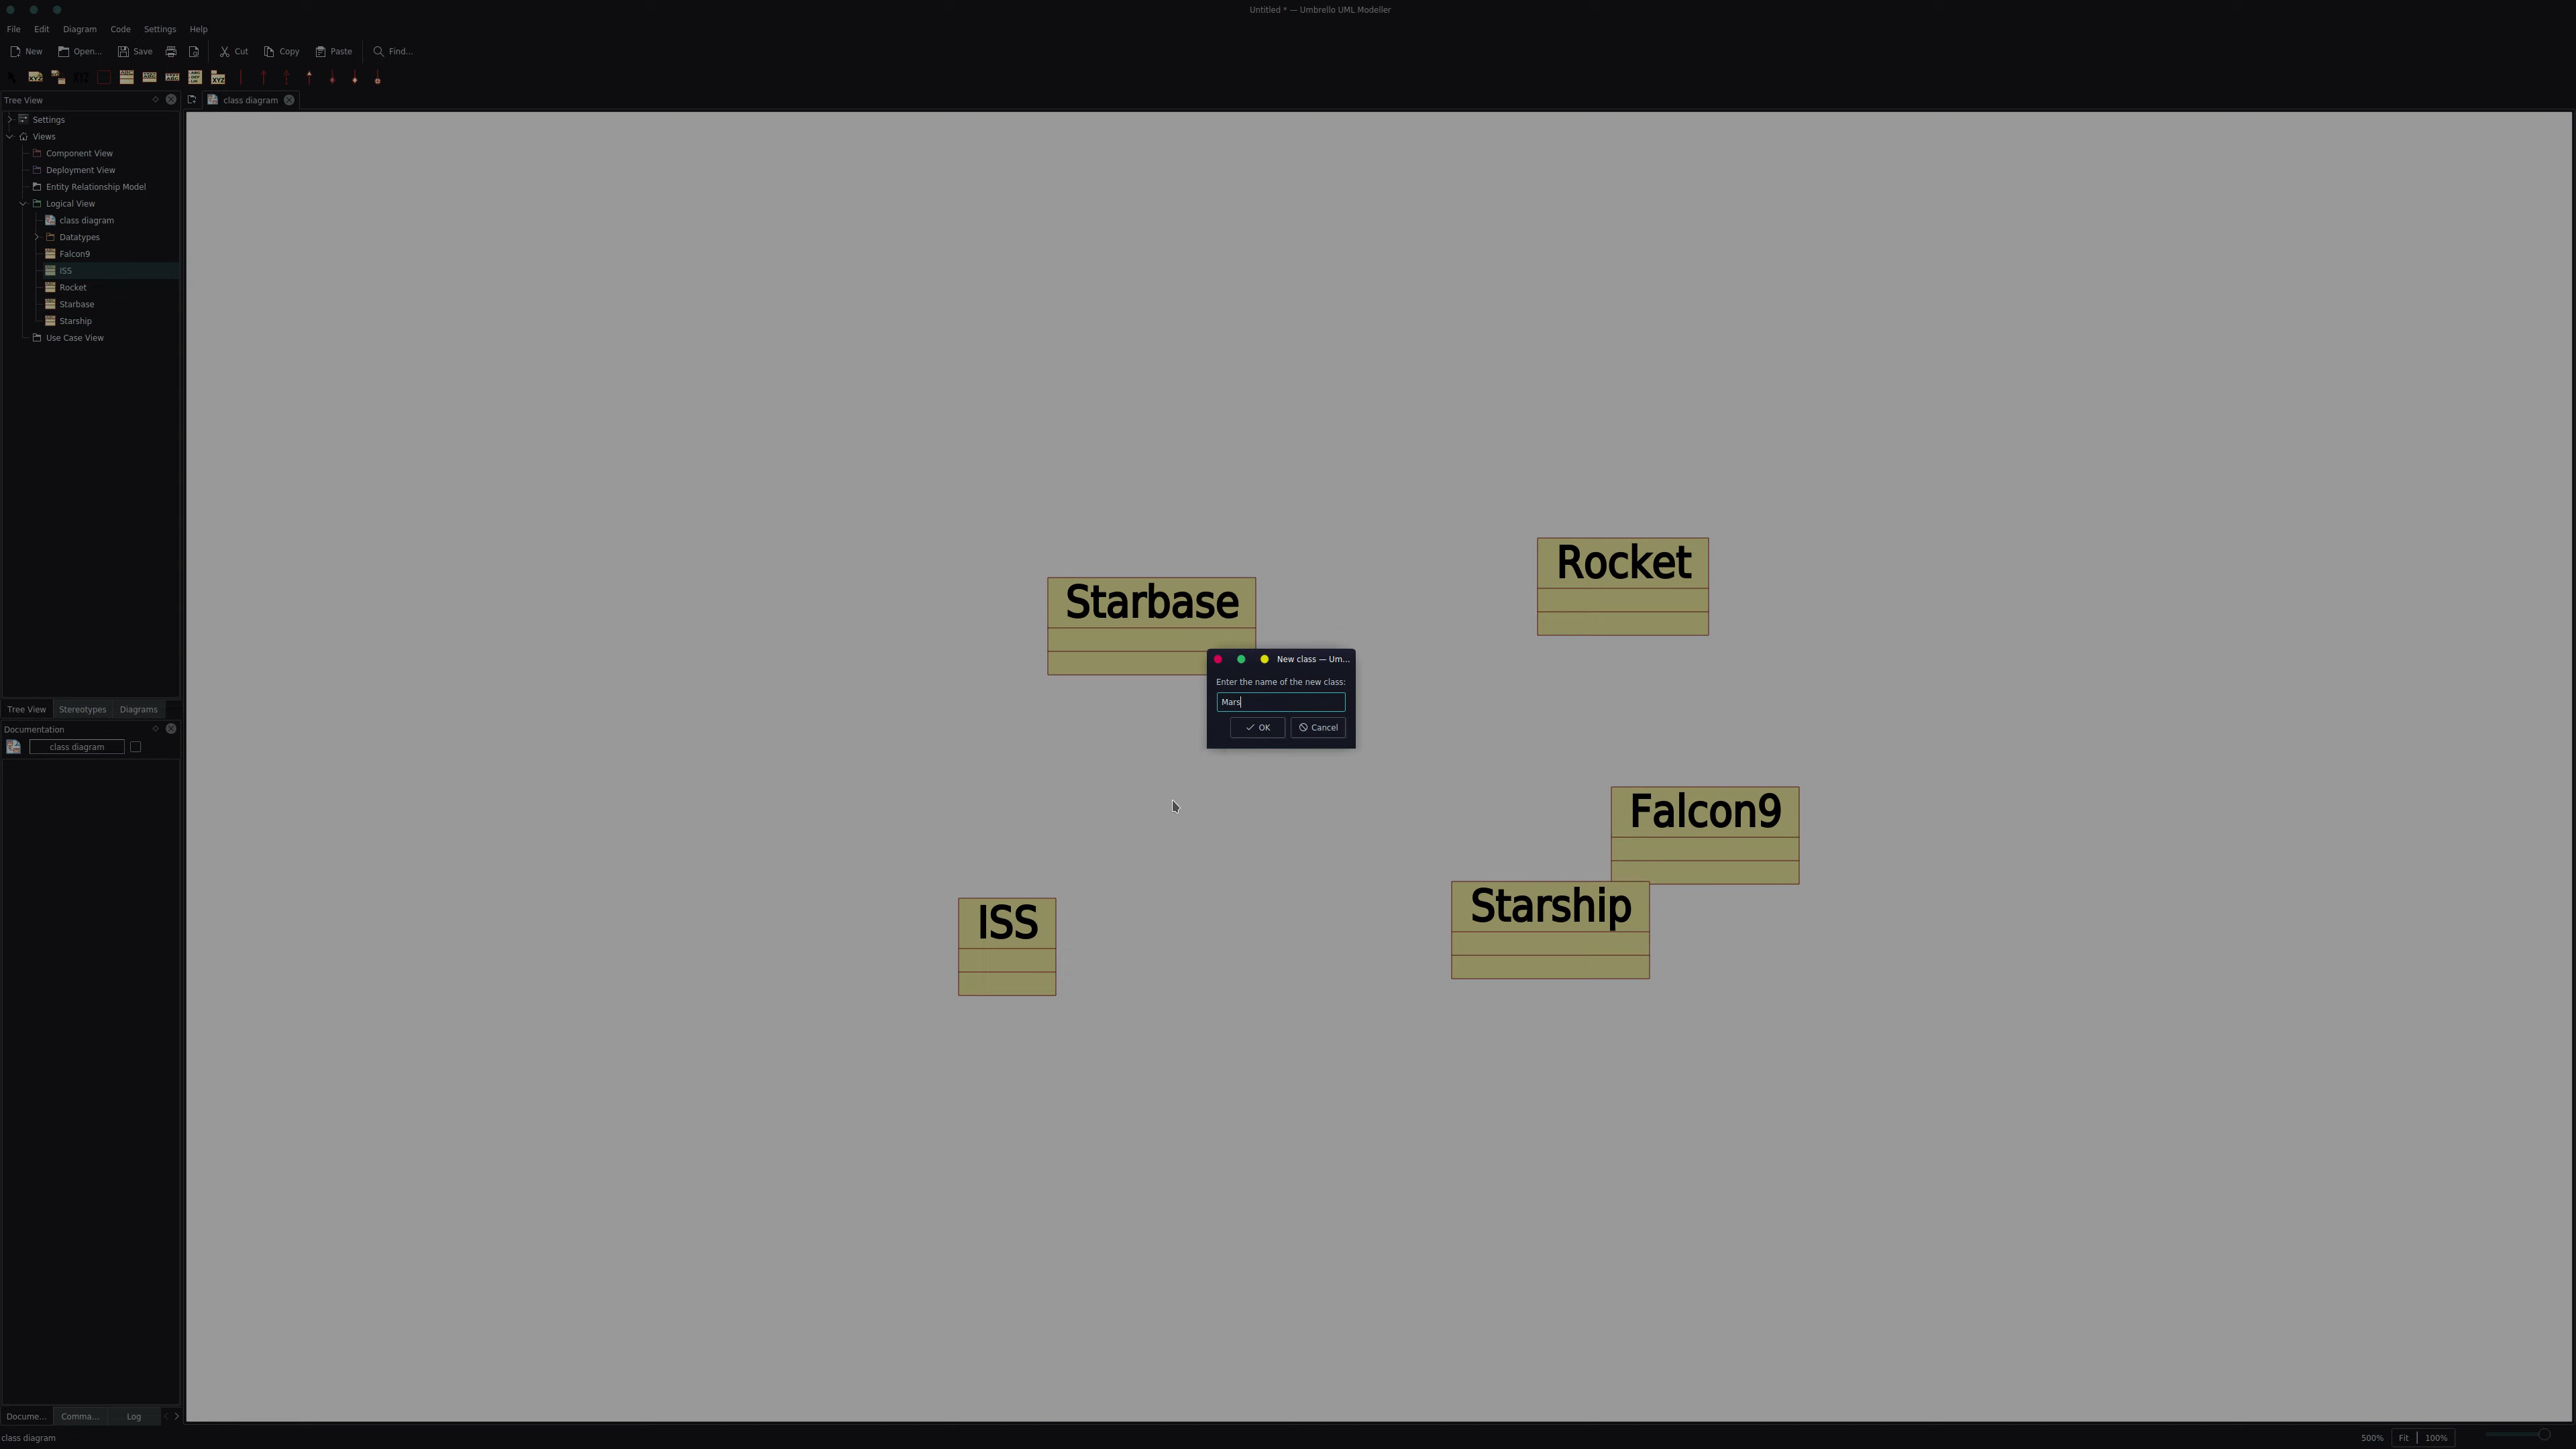 Untitled * — Umbrello UML Modeller
File Edit Diagram Code Settings Help
New Open... Save Cut Copy Paste Find...
Tree View
class diagram
Settings
Views
Component View
Deployment View
Entity Relationship Model
Logical View
class diagram
Datatypes
Falcon9
ISS
Rocket
Starbase
Starship
Use Case View
Rocket
Starbase
New class — Um...
Enter the name of the new class:
Mars
OK Cancel
Falcon9
Starship
ISS
Tree View Stereotypes Diagrams
Documentation
class diagram
Docume... Comma... Log
class diagram
500% Fit 100%